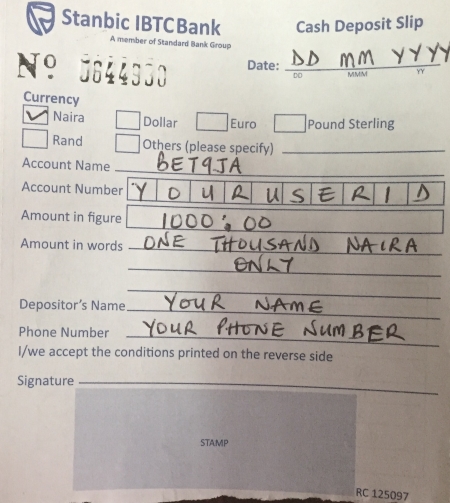 Stanbic IBTC Bank
A member of Standard Bank Group
Cash Deposit Slip
Nº 0644930
Date: DD MM YYYY
DD MMM YY
Currency
Naira Dollar Euro Pound Sterling
Rand Others (please specify)
Account Name BET9JA
Account Number YOURUSERID
Amount in figure 1000:00
Amount in words ONE THOUSAND NAIRA
ONLY
Depositor's Name YOUR NAME
Phone Number YOUR PHONE NUMBER
I/we accept the conditions printed on the reverse side
Signature
STAMP
RC 125097